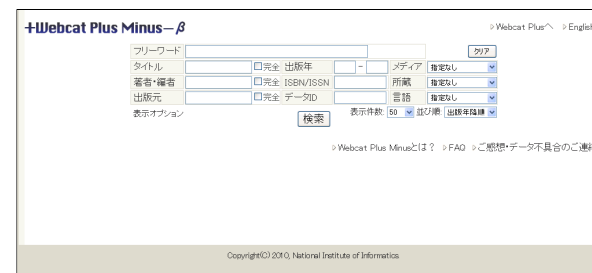 Webcat Plus Minus-β
Webcat Plusへ English
フリーワード クリア
タイトル 完全 出版年 - メディア 指定なし
著者・編者 完全 ISBN/ISSN 所蔵 指定なし
出版元 完全 データID 言語 指定なし
表示オプション 検索 表示件数: 50 並び順: 出版年降順
Webcat Plus Minusとは? FAQ ご感想・データ不具合のご連絡
Copyright(C) 2010, National Institute of Informatics.